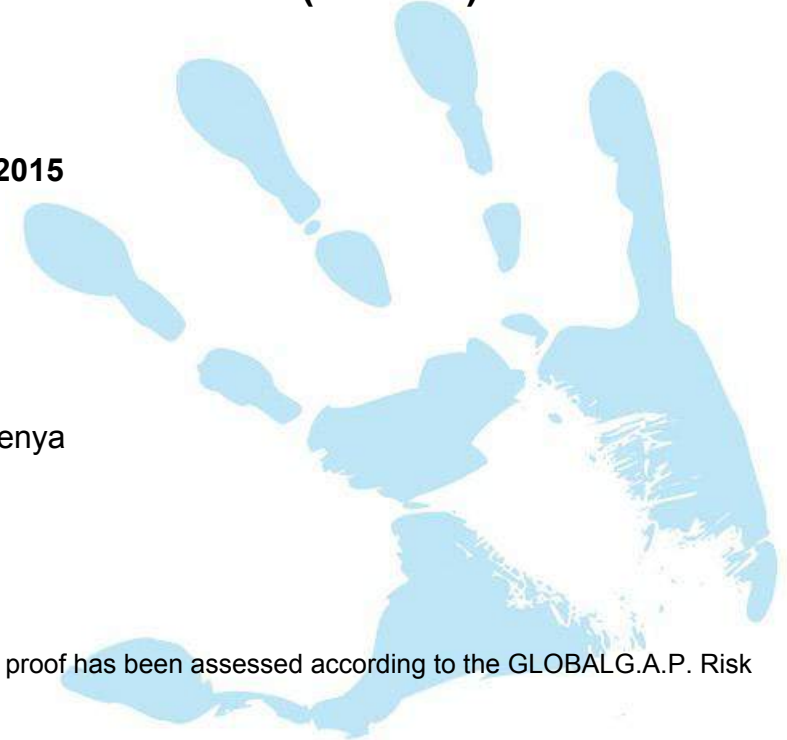 2015
enya
proof has been assessed according to the GLOBALG.A.P. Risk